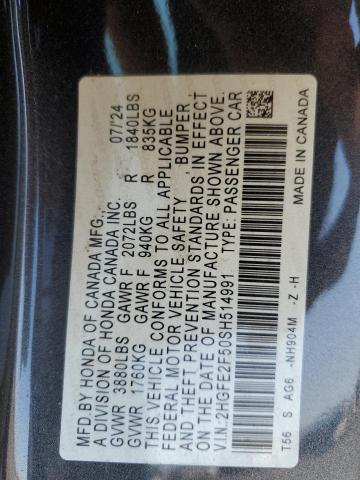 MFD.BY HONDA OF CANADA MFG., 07/'24
A DIVISION OF HONDA CANADA INC.
GVWR 3880LBS GAWR F 2072LBS R 1840LBS
GVWR 1760KG GAWR F 940KG R 835KG
THIS VEHICLE CONFORMS TO ALL APPLICABLE
FEDERAL MOTOR VEHICLE SAFETY , BUMPER ,
AND THEFT PREVENTION STANDARDS IN EFFECT
ON THE DATE OF MANUFACTURE SHOWN ABOVE.
V.I.N.:2HGFE2F50SH514991 TYPE: PASSENGER CAR
T56 S AG6 -NH904M -Z -H MADE IN CANADA